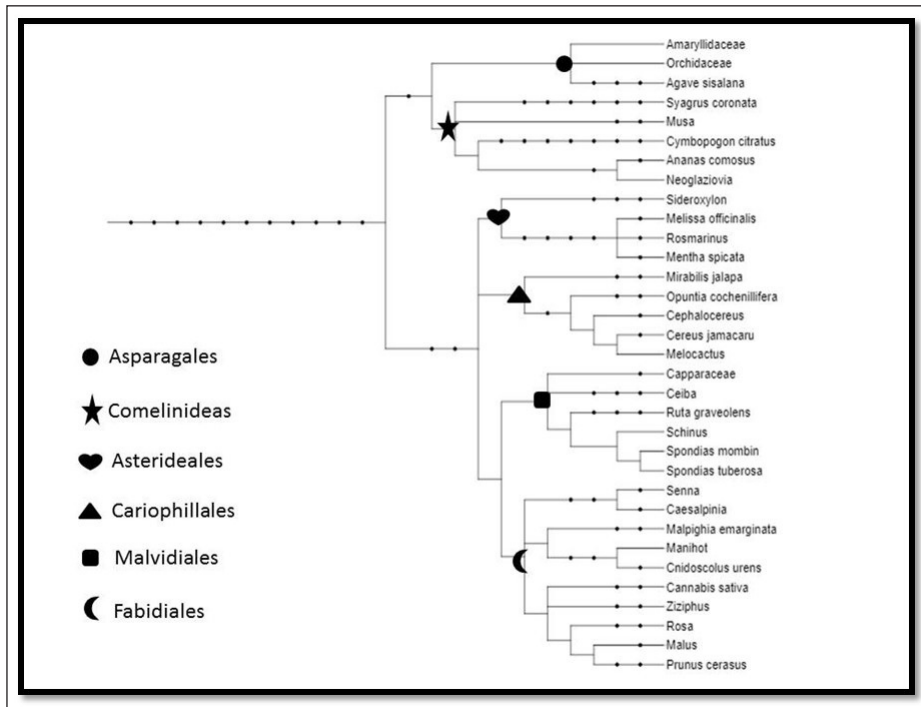 Amaryllidaceae
Orchidaceae
Agave sisalana
Syagrus coronata
Musa
Cymbopogon citratus
Ananas comosus
Neoglaziovia
Sideroxylon
Melissa officinalis
Rosmarinus
Mentha spicata
Mirabilis jalapa
Opuntia cochenillifera
Cephalocereus
Cereus jamacaru
Melocactus
Capparaceae
Ceiba
Ruta graveolens
Schinus
Spondias mombin
Spondias tuberosa
Senna
Caesalpinia
Malpighia emarginata
Manihot
Cnidoscolus urens
Cannabis sativa
Ziziphus
Rosa
Malus
Prunus cerasus
Asparagales
Comelinideas
Asterideales
Cariophillales
Malvidiales
Fabidiales